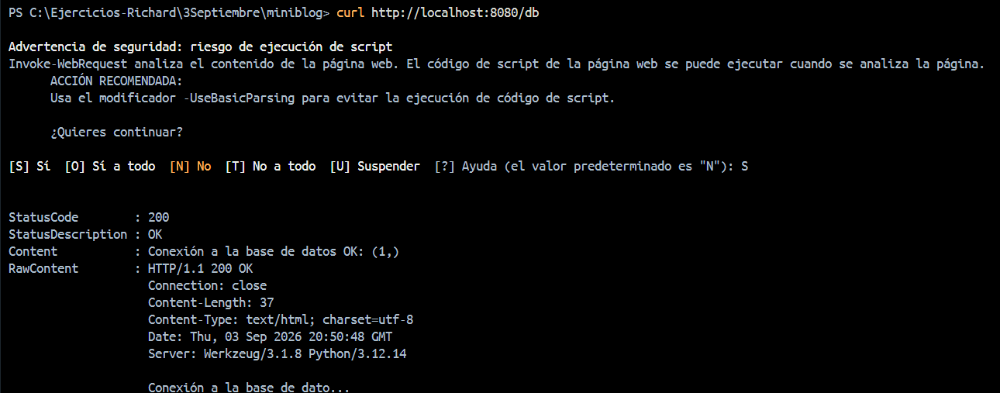 PS C:\Ejercicios-Richard\3Septiembre\miniblog> curl http://localhost:8080/db
Advertencia de seguridad: riesgo de ejecución de script
Invoke-WebRequest analiza el contenido de la página web. El código de script de la página web se puede ejecutar cuando se analiza la página.
ACCIÓN RECOMENDADA:
Usa el modificador -UseBasicParsing para evitar la ejecución de código de script.
¿Quieres continuar?
[S] Sí  [O] Sí a todo  [N] No  [T] No a todo  [U] Suspender  [?] Ayuda (el valor predeterminado es "N"): S
StatusCode        : 200
StatusDescription : OK
Content           : Conexión a la base de datos OK: (1,)
RawContent        : HTTP/1.1 200 OK
Connection: close
Content-Length: 37
Content-Type: text/html; charset=utf-8
Date: Thu, 03 Sep 2026 20:50:48 GMT
Server: Werkzeug/3.1.8 Python/3.12.14
Conexión a la base de dato...